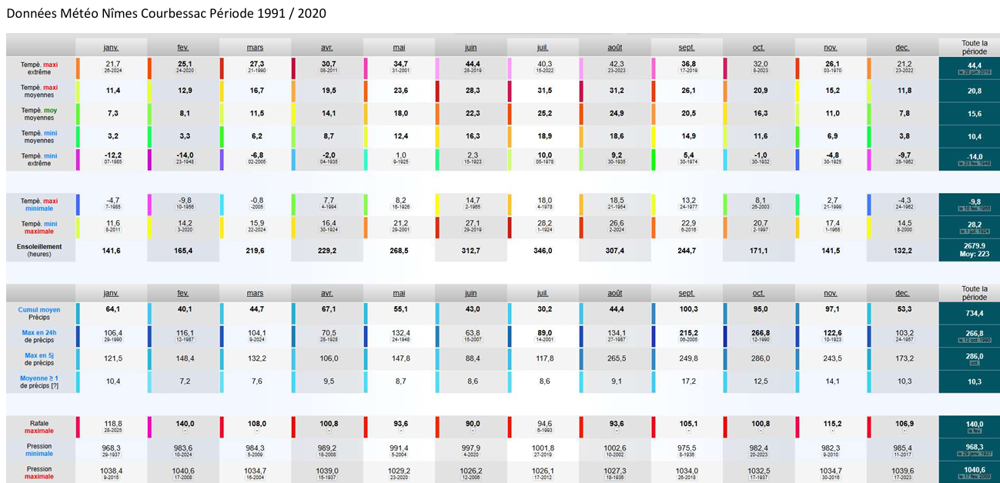 Données Météo Nîmes Courbessac Période 1991 / 2020
janv. fev. mars avr. mai juin juil. août sept. oct. nov. dec. Toute la
période
Tempé. maxi
extrême
21,7 25,1 27,3 30,7 34,7 44,4 40,3 42,3 36,8 32,0 26,1 21,2 44,4
26-2024 24-2020 21-1990 08-2011 31-2001 28-2019 15-2022 23-2023 17-2019 8-2023 03-1970 23-2022 le 28 juin 2019
Tempé. maxi
moyennes
11,4 12,9 16,7 19,5 23,6 28,3 31,5 31,2 26,1 20,9 15,2 11,8 20,8
Tempé. moy
moyennes
7,3 8,1 11,5 14,1 18,0 22,3 25,2 24,9 20,5 16,3 11,0 7,8 15,6
Tempé. mini
moyennes
3,2 3,3 6,2 8,7 12,4 16,3 18,9 18,6 14,9 11,6 6,9 3,8 10,4
Tempé. mini
extrême
-12,2 -14,0 -6,8 -2,0 1,0 2,3 10,0 9,2 5,4 -1,0 -4,8 -9,7 -14,0
07-1985 23-1948 02-2005 04-1935 9-1925 15-1923 05-1978 30-1935 30-1974 30-1932 30-1925 28-1962 le 23 fev. 1948
Tempé. maxi
minimale
-4,7 -9,8 -0,8 7,7 8,2 14,7 18,0 18,5 13,2 8,1 2,7 -4,3 -9,8
7-1985 10-1956 -2005 4-1994 16-1926 2-1965 4-1978 21-1954 24-1977 26-2003 21-1999 24-1962 le 10 fev. 1956
Tempé. mini
maximale
11,6 14,2 15,9 16,4 21,2 27,1 28,2 26,6 22,9 20,7 17,4 14,5 28,2
8-2011 3-2020 22-2024 30-1924 29-2001 29-2019 1-1924 2-2024 6-2016 2-1997 1-1968 8-2000 le 1 juil. 1924
Ensoleillement
(heures)
141,6 165,4 219,6 229,2 268,5 312,7 346,0 307,4 244,7 171,1 141,5 132,2 2679.9
Moy: 223
janv. fev. mars avr. mai juin juil. août sept. oct. nov. dec. Toute la
période
Cumul moyen
Précips
64,1 40,1 44,7 67,1 55,1 43,0 30,2 44,4 100,3 95,0 97,1 53,3 734,4
Max en 24h
de précips
106,4 116,1 104,1 70,5 132,4 63,8 89,0 134,1 215,2 266,8 122,6 103,2 266,8
29-1990 12-1987 9-2024 28-1928 24-1948 15-2007 14-2001 27-1987 06-2005 12-1990 10-1923 24-1957 le 12 oct. 1990
Max en 5j
de précips
121,5 148,4 132,2 106,0 147,8 88,4 117,8 265,5 249,8 286,0 243,5 173,2 286,0
oct.
Moyenne ≥ 1
de précips [?]
10,4 7,2 7,6 9,5 8,7 8,6 8,6 9,1 17,2 12,5 14,1 10,3 10,3
Rafale
maximale
118,8 140,0 108,0 100,8 93,6 90,0 94,6 93,6 105,1 100,8 115,2 106,9 140,0
28-2025 - - - - - 6-1993 - - - - - le fev.
Pression
minimale
968,3 983,6 984,3 989,2 991,4 997,9 1001,8 1002,6 975,5 982,4 982,3 985,4 968,3
29-1937 10-2024 5-2009 18-2008 5-2004 4-2020 27-2019 10-2002 8-1936 20-2023 9-2010 11-2017 le 29 janv. 1937
Pression
maximale
1038,4 1040,6 1034,7 1039,0 1029,2 1026,2 1026,1 1027,3 1034,0 1032,5 1034,7 1039,6 1040,6
9-2015 17-2008 16-2004 15-1937 23-2020 12-2006 17-2012 18-1936 26-2018 17-1937 30-2016 17-2023 le 17 fev. 2008